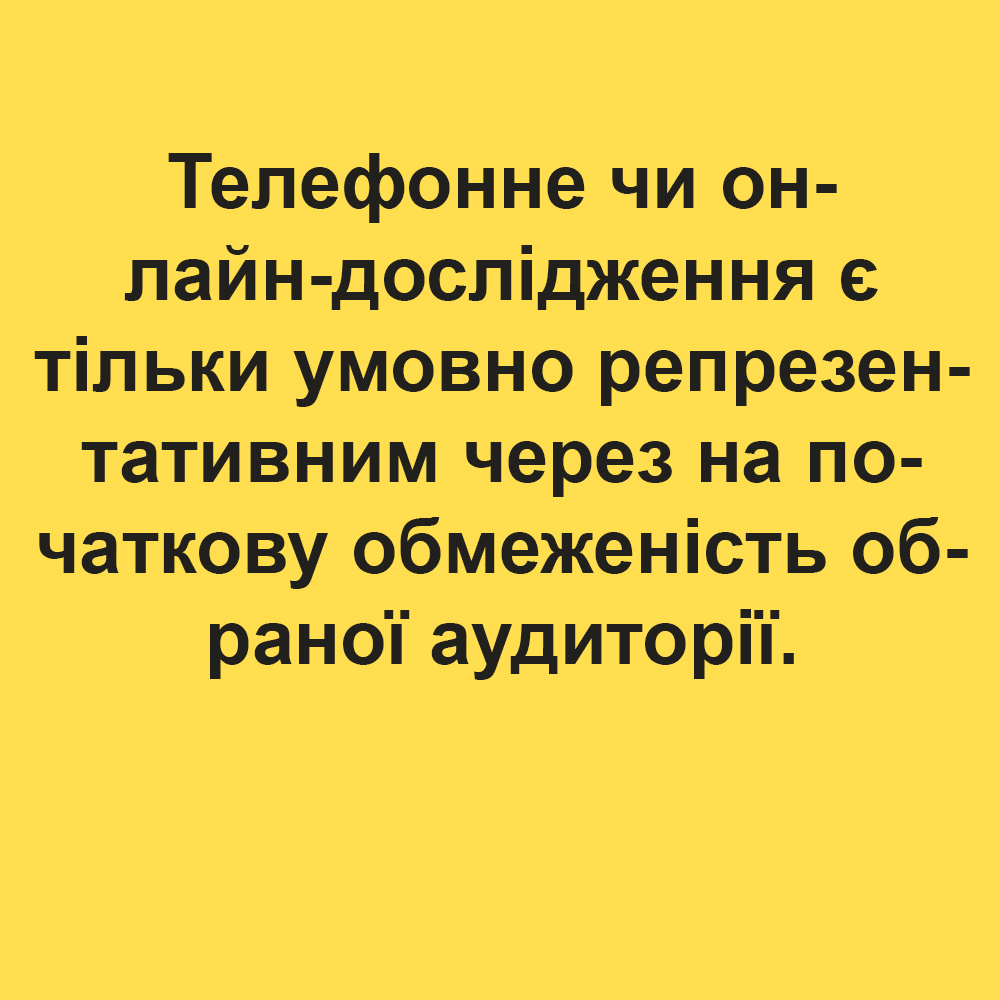 Телефонне чи он-
лайн-дослідження є
тільки умовно репрезен-
тативним через на по-
чаткову обмеженість об-
раної аудиторії.